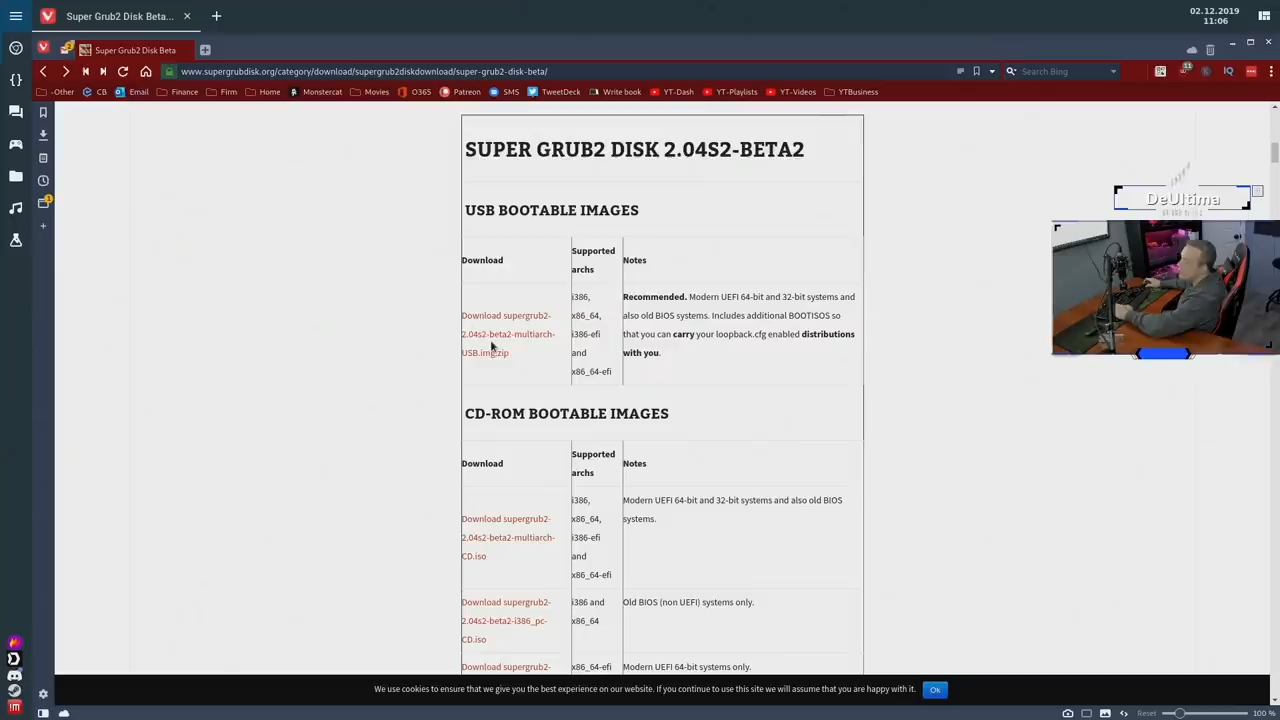 Super Grub2 Disk Beta...
02.12.2019
11:06
Super Grub2 Disk Beta
www.supergrubdisk.org/category/download/supergrub2diskdownload/super-grub2-disk-beta/
Search Bing
11
IQ
-Other CB Email Finance Firm Home Monstercat Movies O365 Patreon SMS TweetDeck Write book YT-Dash YT-Playlists YT-Videos YTBusiness
SUPER GRUB2 DISK 2.04S2-BETA2
USB BOOTABLE IMAGES
Download
Supported
archs
Notes
Download supergrub2-
2.04s2-beta2-multiarch-
USB.img.zip
i386,
x86_64,
i386-efi
and
x86_64-efi
Recommended. Modern UEFI 64-bit and 32-bit systems and
also old BIOS systems. Includes additional BOOTISOS so
that you can carry your loopback.cfg enabled distributions
with you.
CD-ROM BOOTABLE IMAGES
Download
Supported
archs
Notes
Download supergrub2-
2.04s2-beta2-multiarch-
CD.iso
i386,
x86_64,
i386-efi
and
x86_64-efi
Modern UEFI 64-bit and 32-bit systems and also old BIOS
systems.
Download supergrub2-
2.04s2-beta2-i386_pc-
CD.iso
i386 and
x86_64
Old BIOS (non UEFI) systems only.
Download supergrub2-
x86_64-efi
Modern UEFI 64-bit systems only.
DeUltima
We use cookies to ensure that we give you the best experience on our website. If you continue to use this site we will assume that you are happy with it.
Ok
Reset
100 %